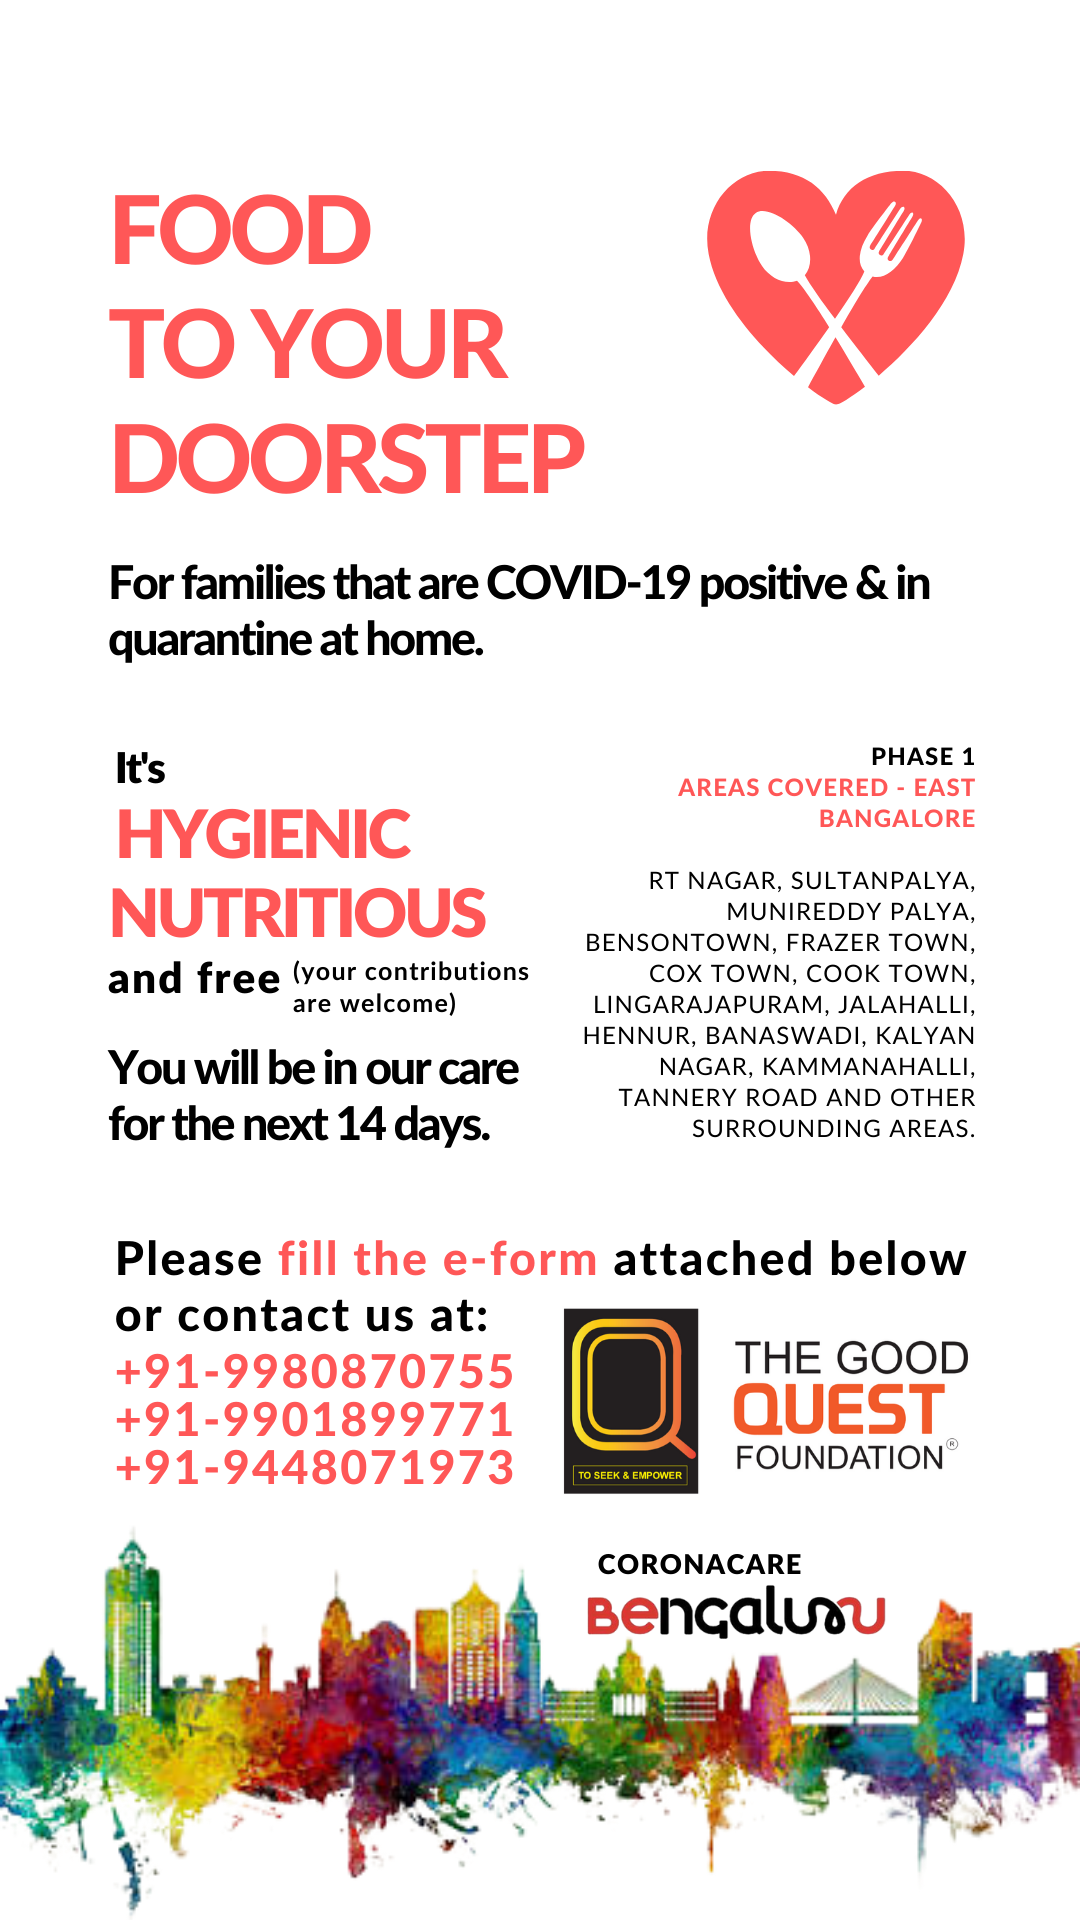 FOOD
TO YOUR
DOORSTEP
For families that are COVID-19 positive & in
quarantine at home.
It's
HYGIENIC
NUTRITIOUS
and free (your contributions
are welcome)
You will be in our care
for the next 14 days.
PHASE 1
AREAS COVERED - EAST
BANGALORE
RT NAGAR, SULTANPALYA,
MUNIREDDY PALYA,
BENSONTOWN, FRAZER TOWN,
COX TOWN, COOK TOWN,
LINGARAJAPURAM, JALAHALLI,
HENNUR, BANASWADI, KALYAN
NAGAR, KAMMANAHALLI,
TANNERY ROAD AND OTHER
SURROUNDING AREAS.
Please fill the e-form attached below
or contact us at:
+91-9980870755
+91-9901899771
+91-9448071973
TO SEEK & EMPOWER
THE GOOD
QUEST
FOUNDATION®
CORONACARE
Bengaluru